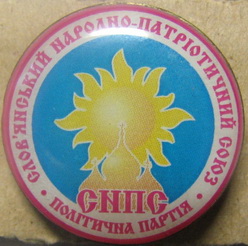 СЛОВ'ЯНСЬКИЙ НАРОДНО-ПАТРІОТИЧНИЙ СОЮЗ
СНПС
ПОЛІТИЧНА ПАРТІЯ